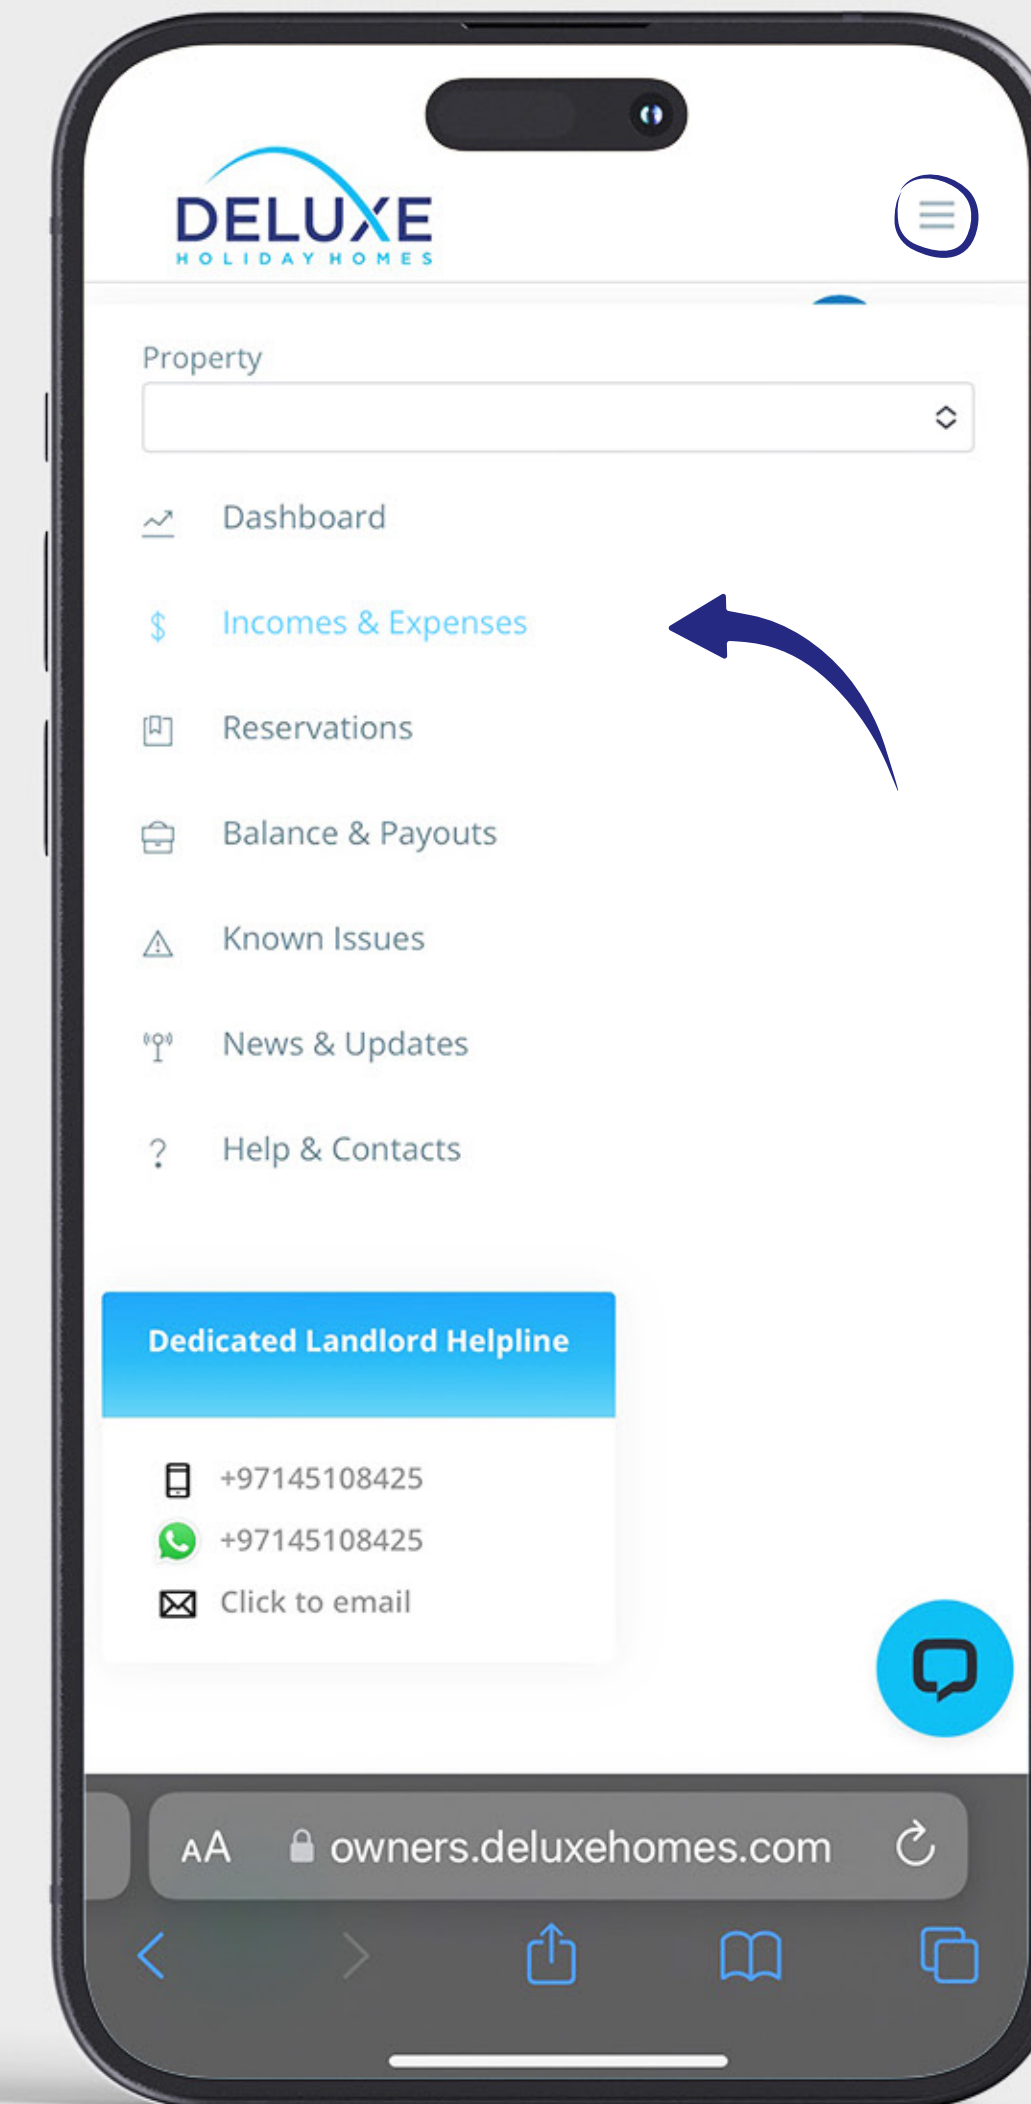 DELUXE
HOLIDAY HOMES
Property
Dashboard
$ Incomes & Expenses
Reservations
Balance & Payouts
Known Issues
News & Updates
? Help & Contacts
Dedicated Landlord Helpline
+97145108425
+97145108425
Click to email
AA owners.deluxehomes.com